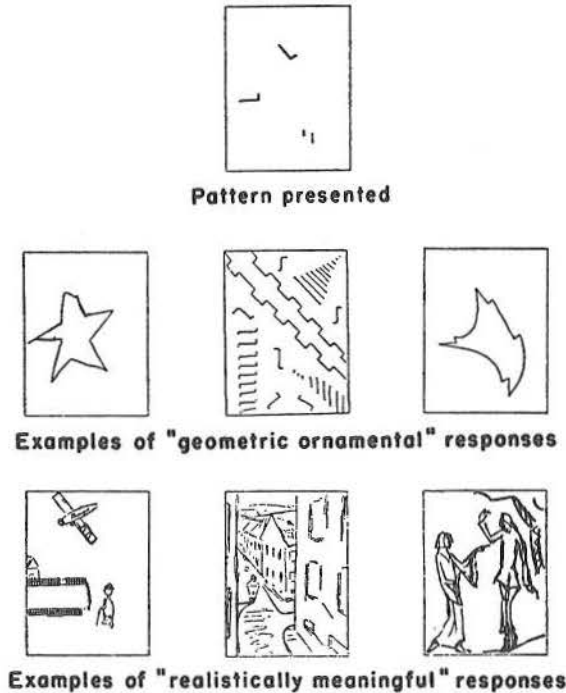 Pattern presented
Examples of "geometric ornamental" responses
Examples of "realistically meaningful" responses